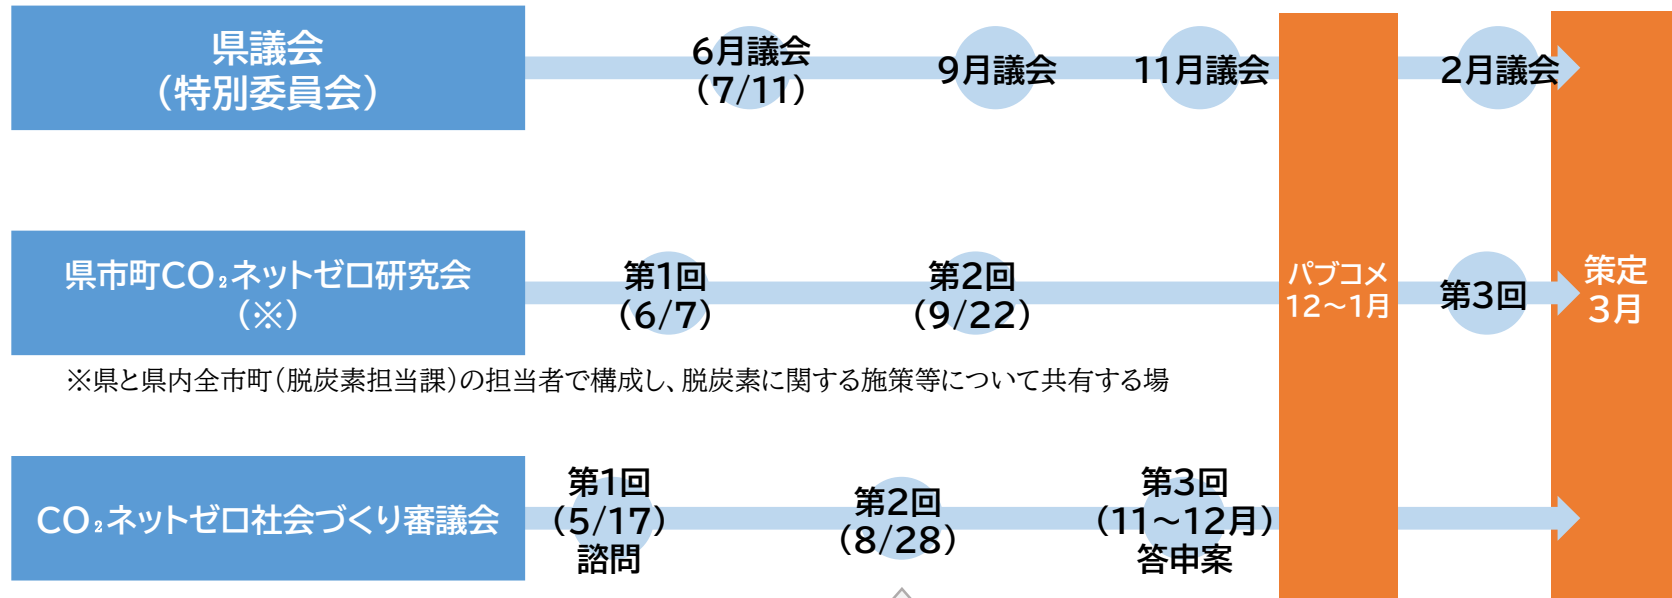 県議会
（特別委員会）
6月議会
（7/11）
9月議会
11月議会
2月議会
県市町CO₂ネットゼロ研究会
（※）
第1回
（6/7）
第2回
（9/22）
パブコメ
12～1月
第3回
策定
3月
※県と県内全市町（脱炭素担当課）の担当者で構成し、脱炭素に関する施策等について共有する場
CO₂ネットゼロ社会づくり審議会
第1回
（5/17）
諮問
第2回
（8/28）
第3回
（11～12月）
答申案